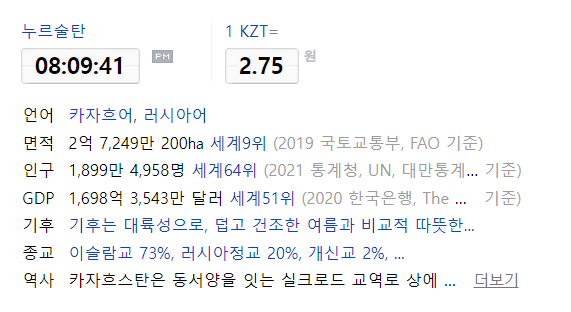 누르술탄 1 KZT=
08:09:41 PM 2.75 원
언어 카자흐어, 러시아어
면적 2억 7,249만 200ha 세계9위 (2019 국토교통부, FAO 기준)
인구 1,899만 4,958명 세계64위 (2021 통계청, UN, 대만통계... 기준)
GDP 1,698억 3,543만 달러 세계51위 (2020 한국은행, The ... 기준)
기후 기후는 대륙성으로, 덥고 건조한 여름과 비교적 따뜻한...
종교 이슬람교 73%, 러시아정교 20%, 개신교 2%, ...
역사 카자흐스탄은 동서양을 잇는 실크로드 교역로 상에 ... 더보기